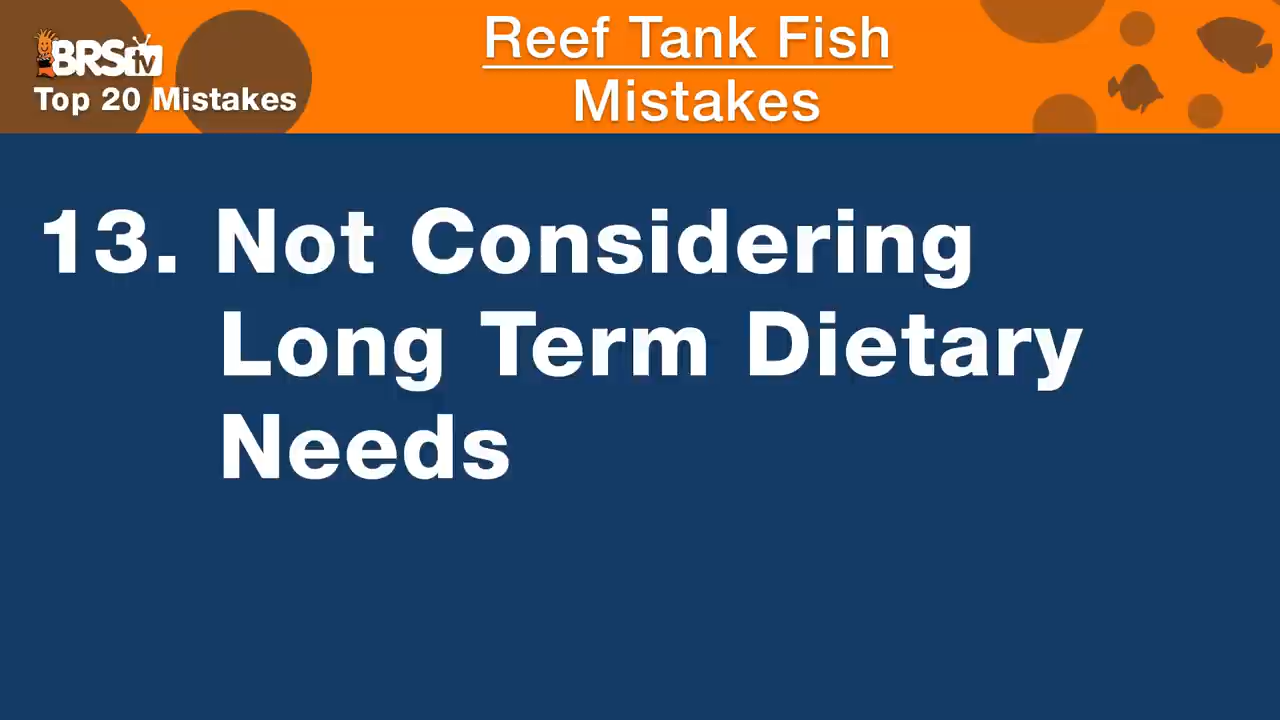 BRStv
Top 20 Mistakes
Reef Tank Fish
Mistakes
13. Not Considering
Long Term Dietary
Needs